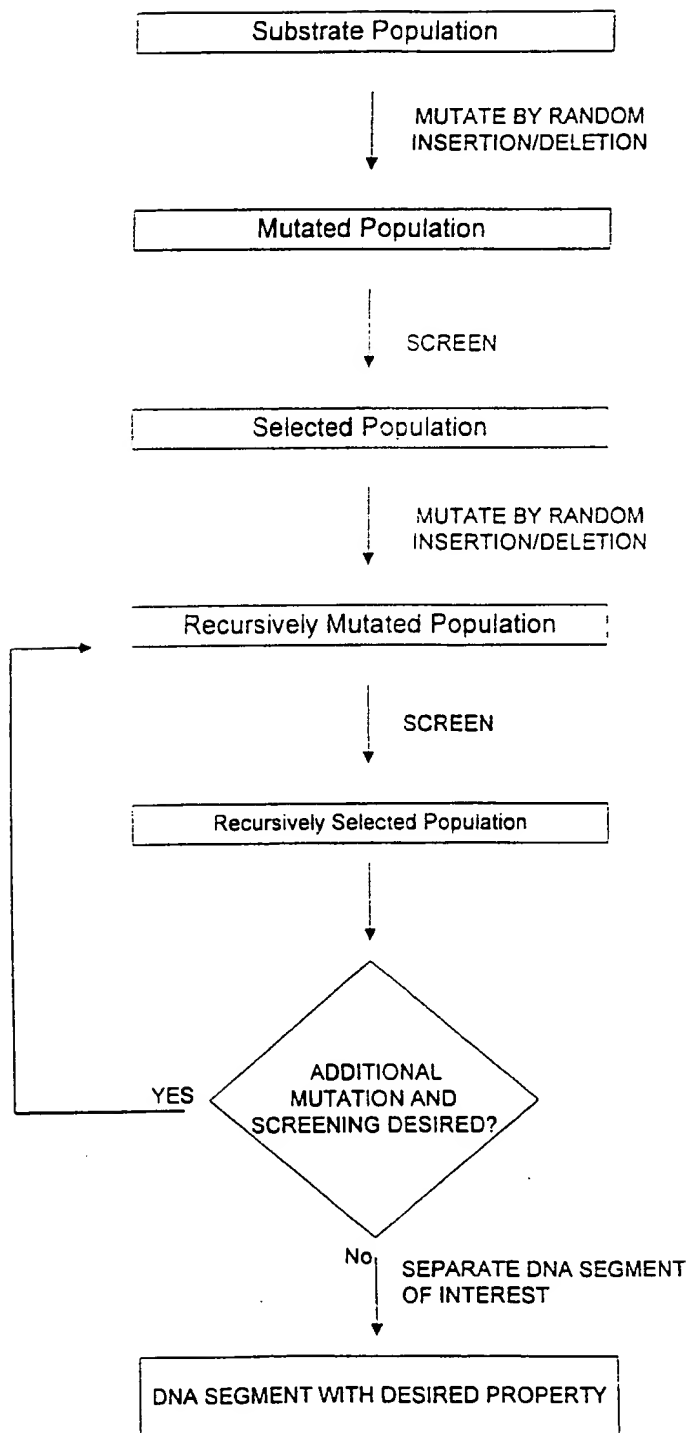 Substrate Population
MUTATE BY RANDOM
INSERTION/DELETION
Mutated Population
SCREEN
Selected Population
MUTATE BY RANDOM
INSERTION/DELETION
Recursively Mutated Population
SCREEN
Recursively Selected Population
ADDITIONAL
MUTATION AND
SCREENING DESIRED?
YES
No
SEPARATE DNA SEGMENT
OF INTEREST
DNA SEGMENT WITH DESIRED PROPERTY